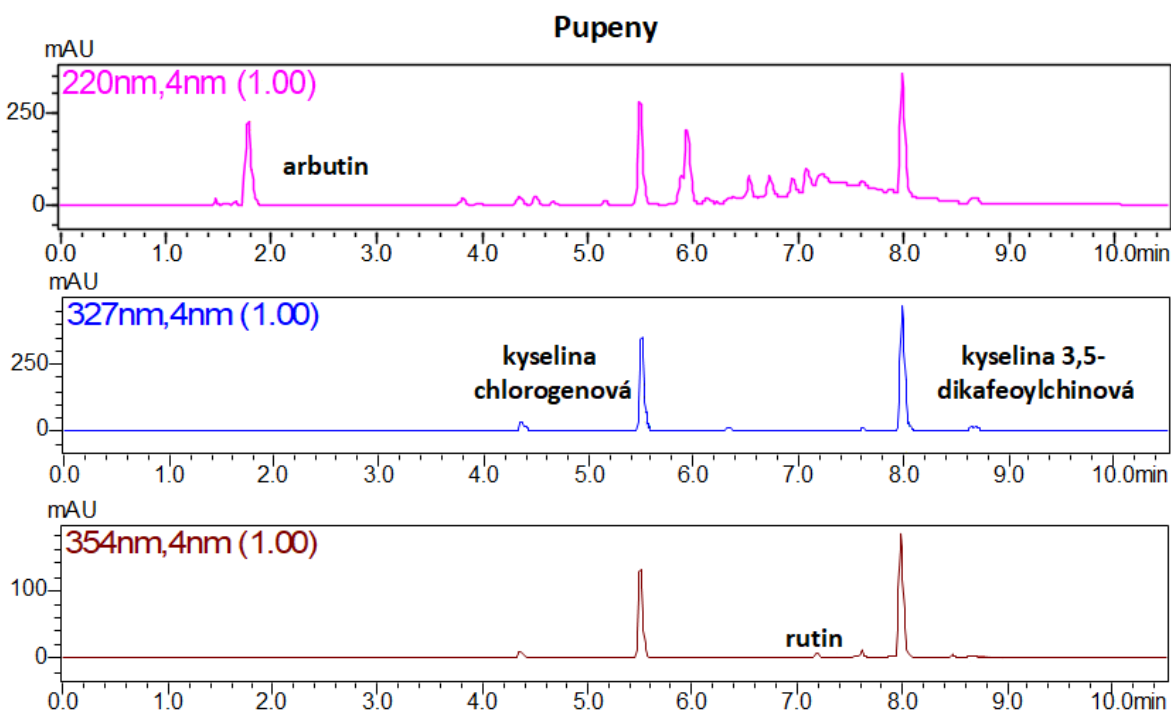 Pupeny
mAU
220nm,4nm (1.00)
250
arbutin
0
0.0 1.0 2.0 3.0 4.0 5.0 6.0 7.0 8.0 9.0 10.0min
mAU
327nm,4nm (1.00)
250
kyselina
chlorogenová
kyselina 3,5-
dikafeoylchinová
0
0.0 1.0 2.0 3.0 4.0 5.0 6.0 7.0 8.0 9.0 10.0min
mAU
354nm,4nm (1.00)
100
rutin
0
0.0 1.0 2.0 3.0 4.0 5.0 6.0 7.0 8.0 9.0 10.0min